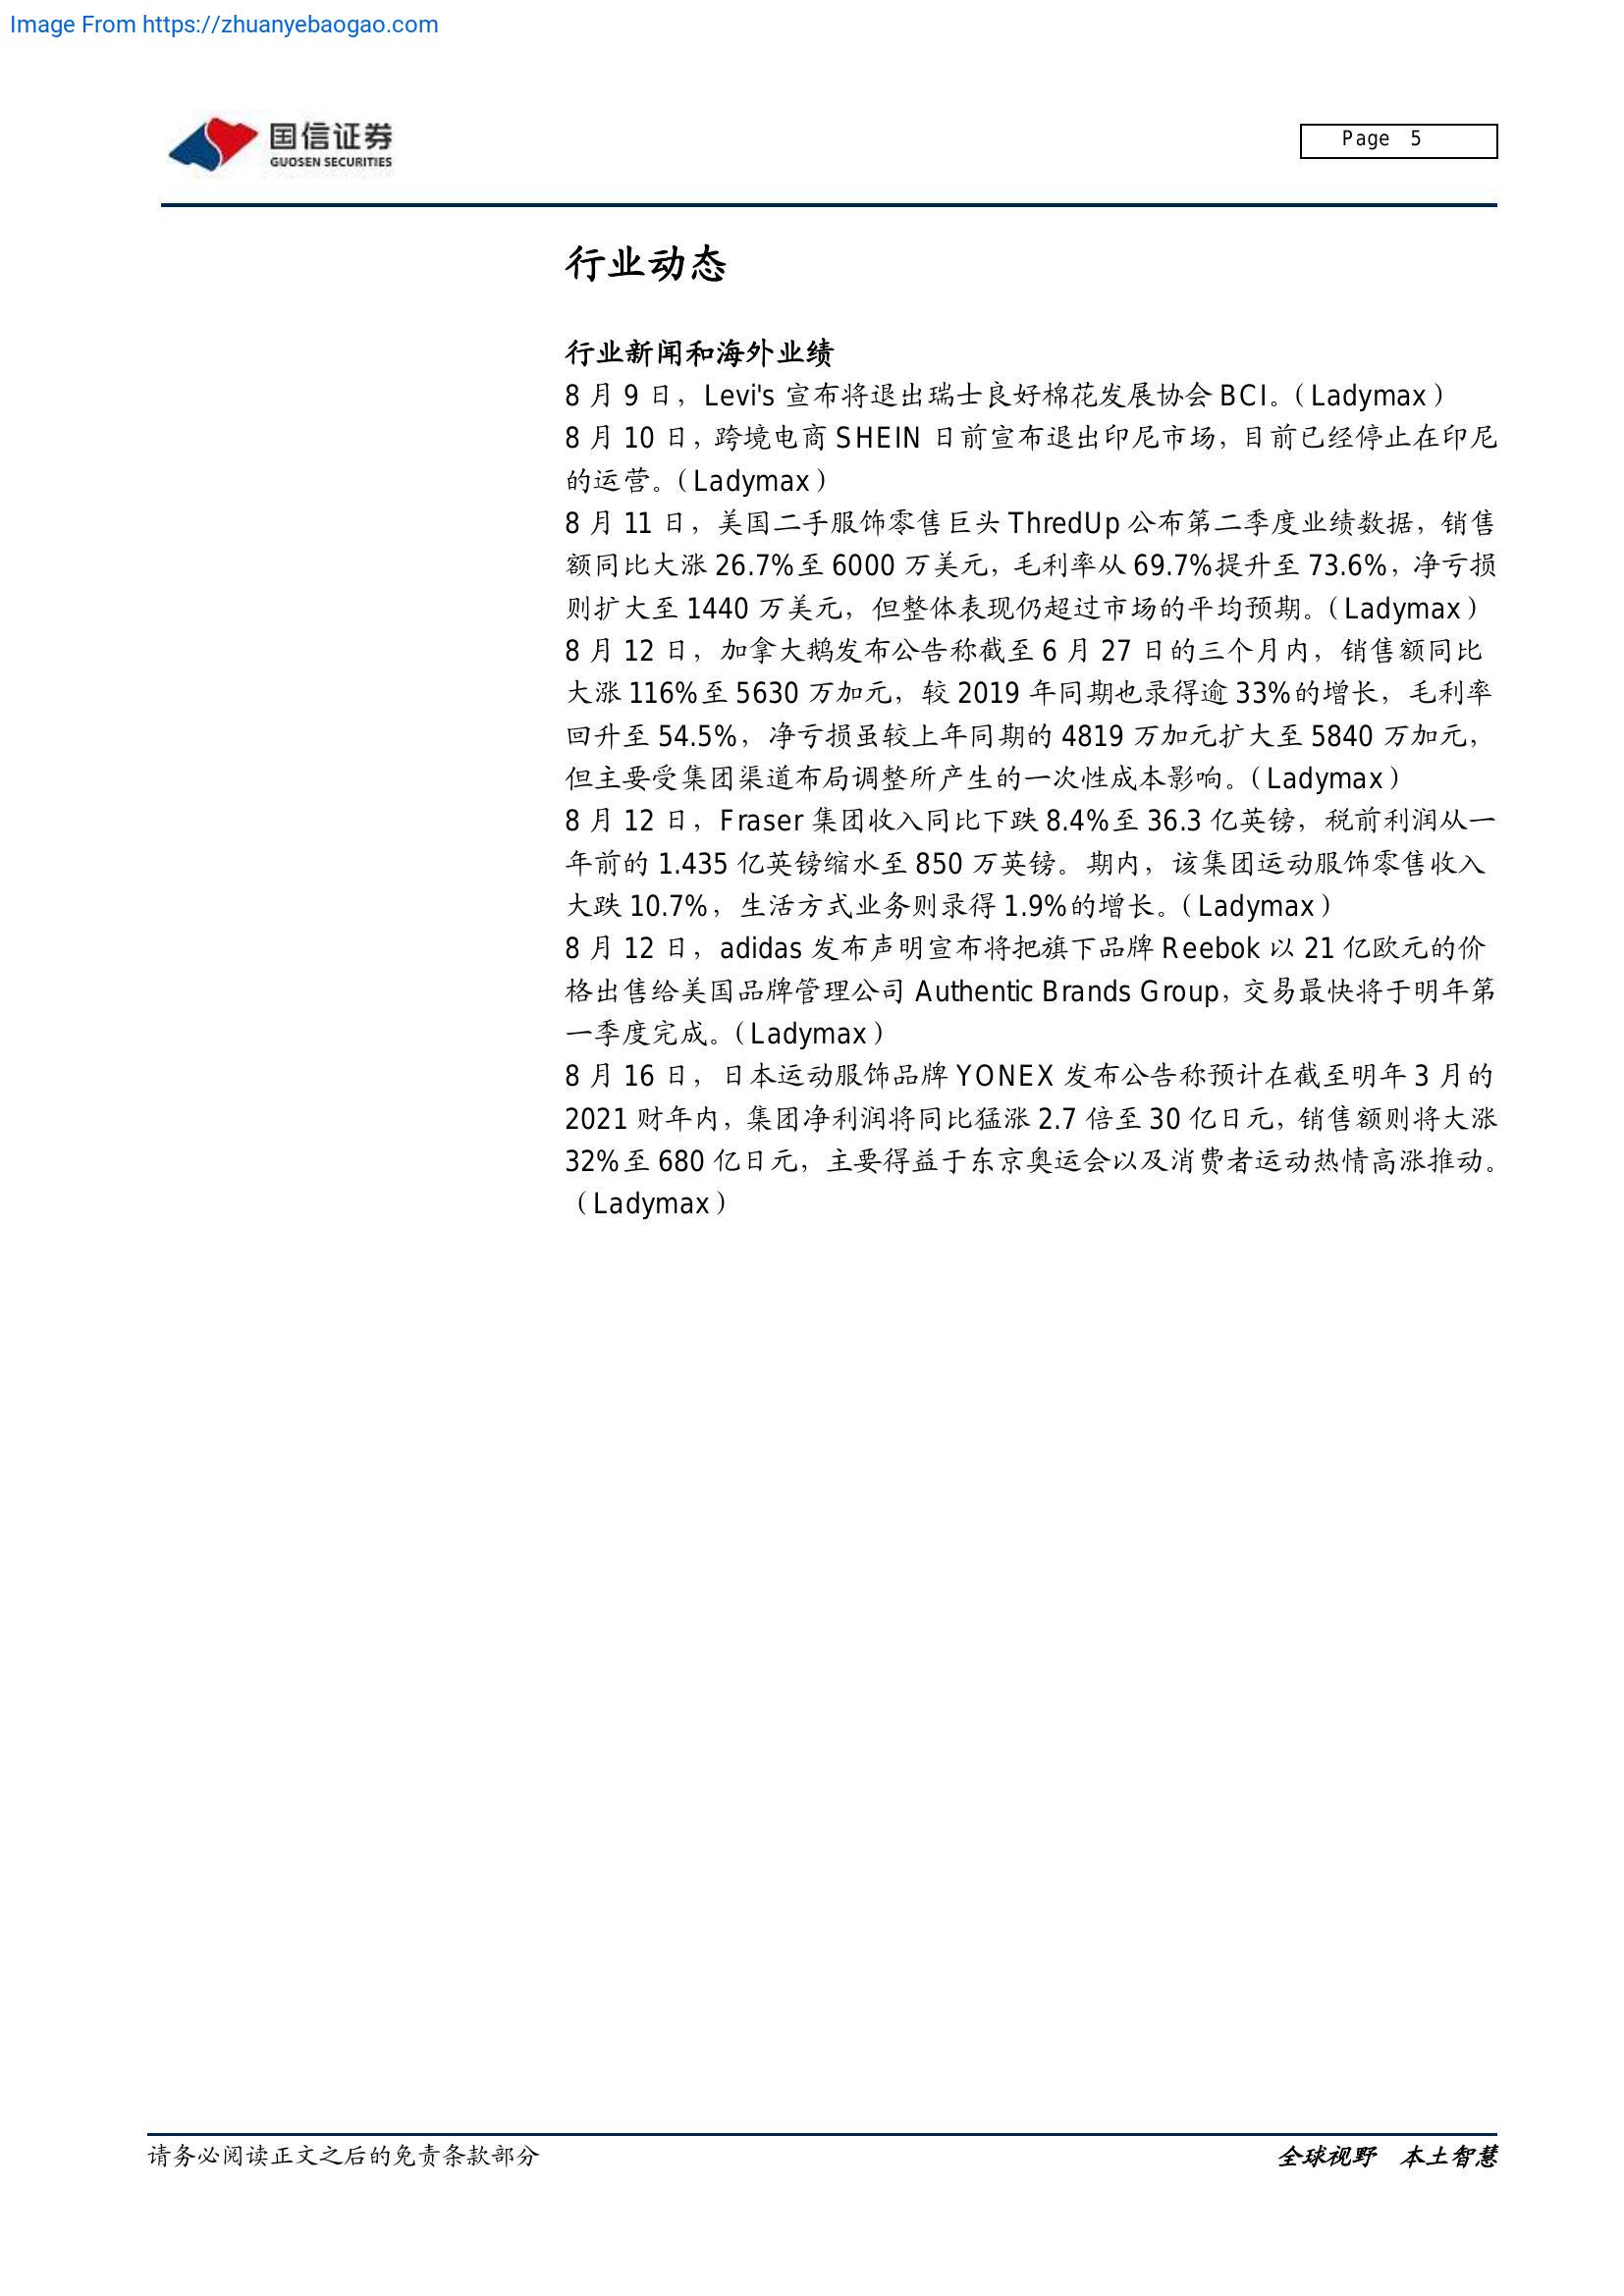 Image From https://zhuanyebaogao.com
国信证券
GUOSEN SECURITIES
Page 5
行业动态
行业新闻和海外业绩
8 月 9 日，Levi's 宣布将退出瑞士良好棉花发展协会 BCI。（Ladymax）
8 月 10 日，跨境电商 SHEIN 日前宣布退出印尼市场，目前已经停止在印尼
的运营。（Ladymax）
8 月 11 日，美国二手服饰零售巨头 ThredUp 公布第二季度业绩数据，销售
额同比大涨 26.7%至 6000 万美元，毛利率从 69.7%提升至 73.6%，净亏损
则扩大至 1440 万美元，但整体表现仍超过市场的平均预期。（Ladymax）
8 月 12 日，加拿大鹅发布公告称截至 6 月 27 日的三个月内，销售额同比
大涨 116%至 5630 万加元，较 2019 年同期也录得逾 33%的增长，毛利率
回升至 54.5%，净亏损虽较上年同期的 4819 万加元扩大至 5840 万加元，
但主要受集团渠道布局调整所产生的一次性成本影响。（Ladymax）
8 月 12 日，Fraser 集团收入同比下跌 8.4%至 36.3 亿英镑，税前利润从一
年前的 1.435 亿英镑缩水至 850 万英镑。期内，该集团运动服饰零售收入
大跌 10.7%，生活方式业务则录得 1.9%的增长。（Ladymax）
8 月 12 日，adidas 发布声明宣布将把旗下品牌 Reebok 以 21 亿欧元的价
格出售给美国品牌管理公司 Authentic Brands Group，交易最快将于明年第
一季度完成。（Ladymax）
8 月 16 日，日本运动服饰品牌 YONEX 发布公告称预计在截至明年 3 月的
2021 财年内，集团净利润将同比猛涨 2.7 倍至 30 亿日元，销售额则将大涨
32%至 680 亿日元，主要得益于东京奥运会以及消费者运动热情高涨推动。
（Ladymax）
请务必阅读正文之后的免责条款部分
全球视野 本土智慧